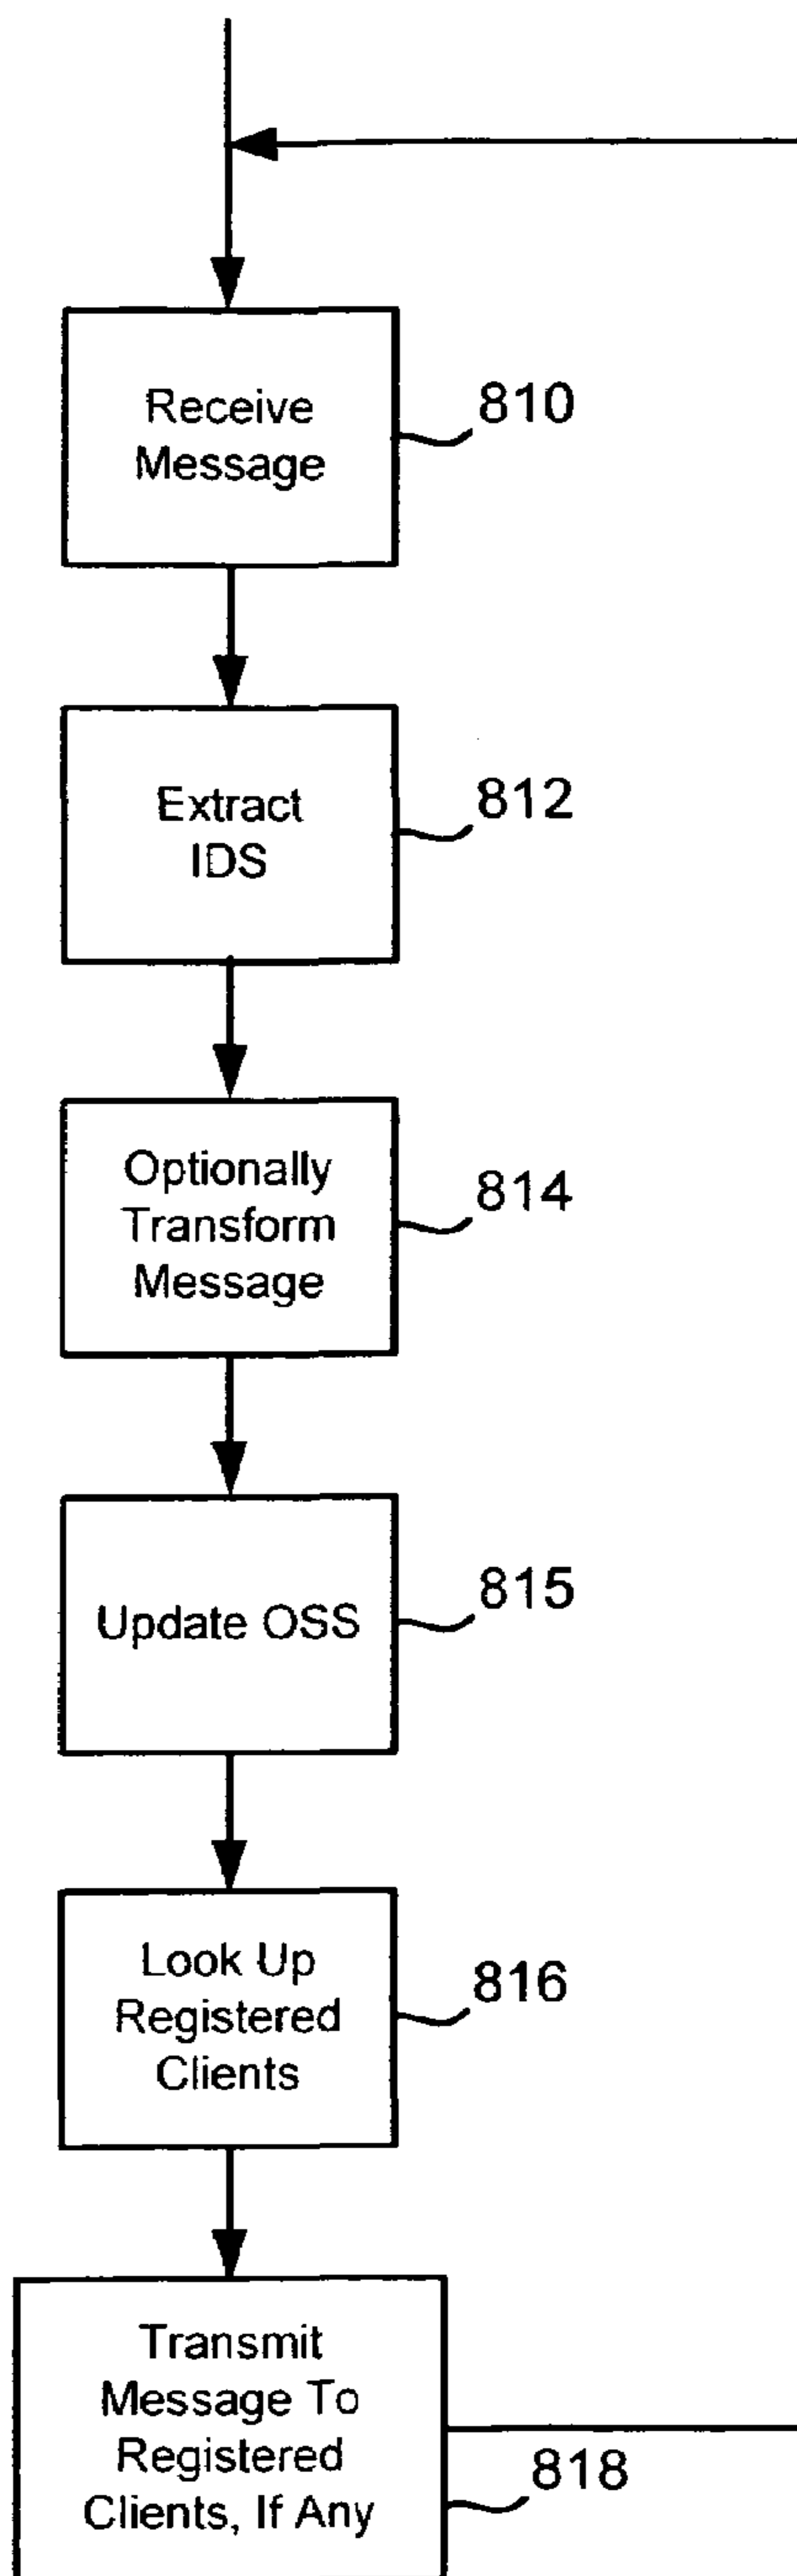 Receive
Message
810
Extract
IDS
812
Optionally
Transform
Message
814
Update OSS
815
Look Up
Registered
Clients
816
Transmit
Message To
Registered
Clients, If Any
818